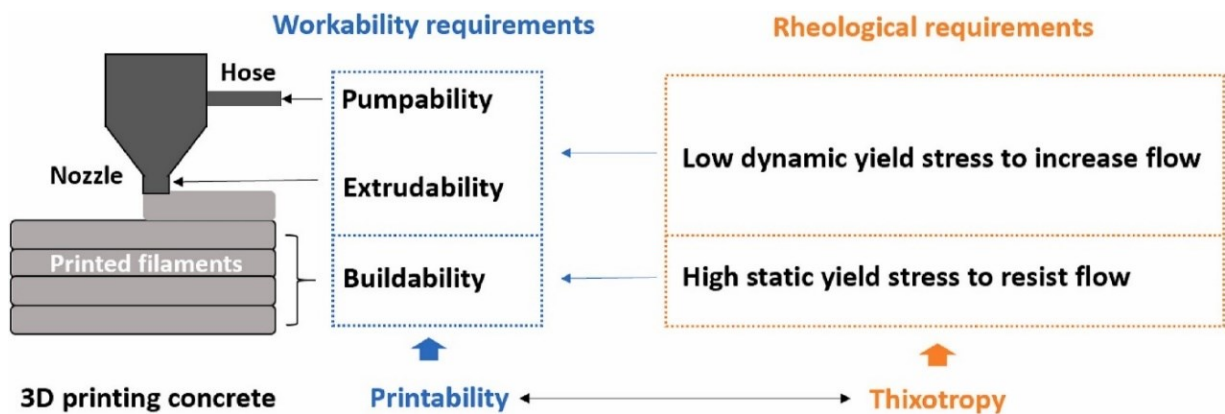 Workability requirements
Rheological requirements
Hose
Pumpability
Low dynamic yield stress to increase flow
Nozzle
Extrudability
Printed filaments
Buildability
High static yield stress to resist flow
3D printing concrete
Printability
Thixotropy